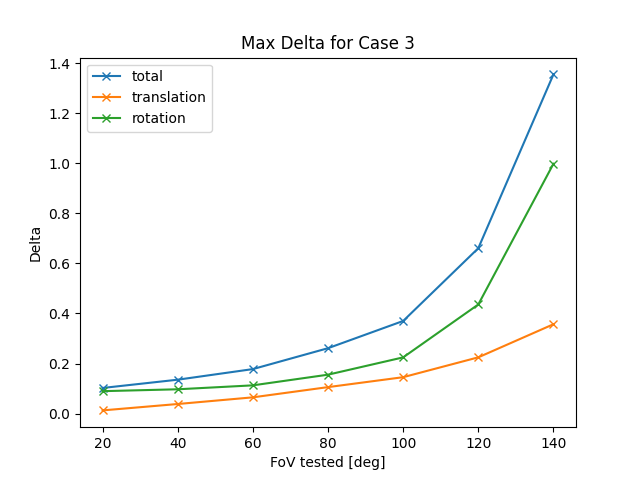 Max Delta for Case 3
total
translation
rotation
1.4
1.2
1.0
0.8
0.6
0.4
0.2
0.0
Delta
20 40 60 80 100 120 140
FoV tested [deg]